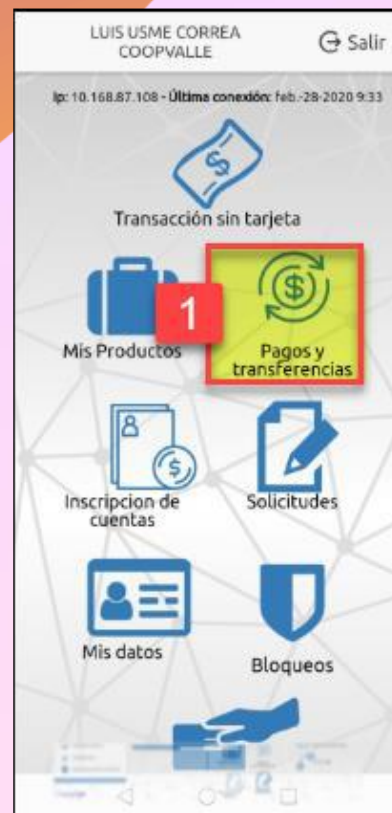 LUIS USME CORREA
COOPVALLE
Salir
Ip: 10.168.87.108 - Última conexión: feb.-28-2020 9:33
Transacción sin tarjeta
1
Mis Productos
Pagos y
transferencias
Inscripcion de
cuentas
Solicitudes
Mis datos
Bloqueos